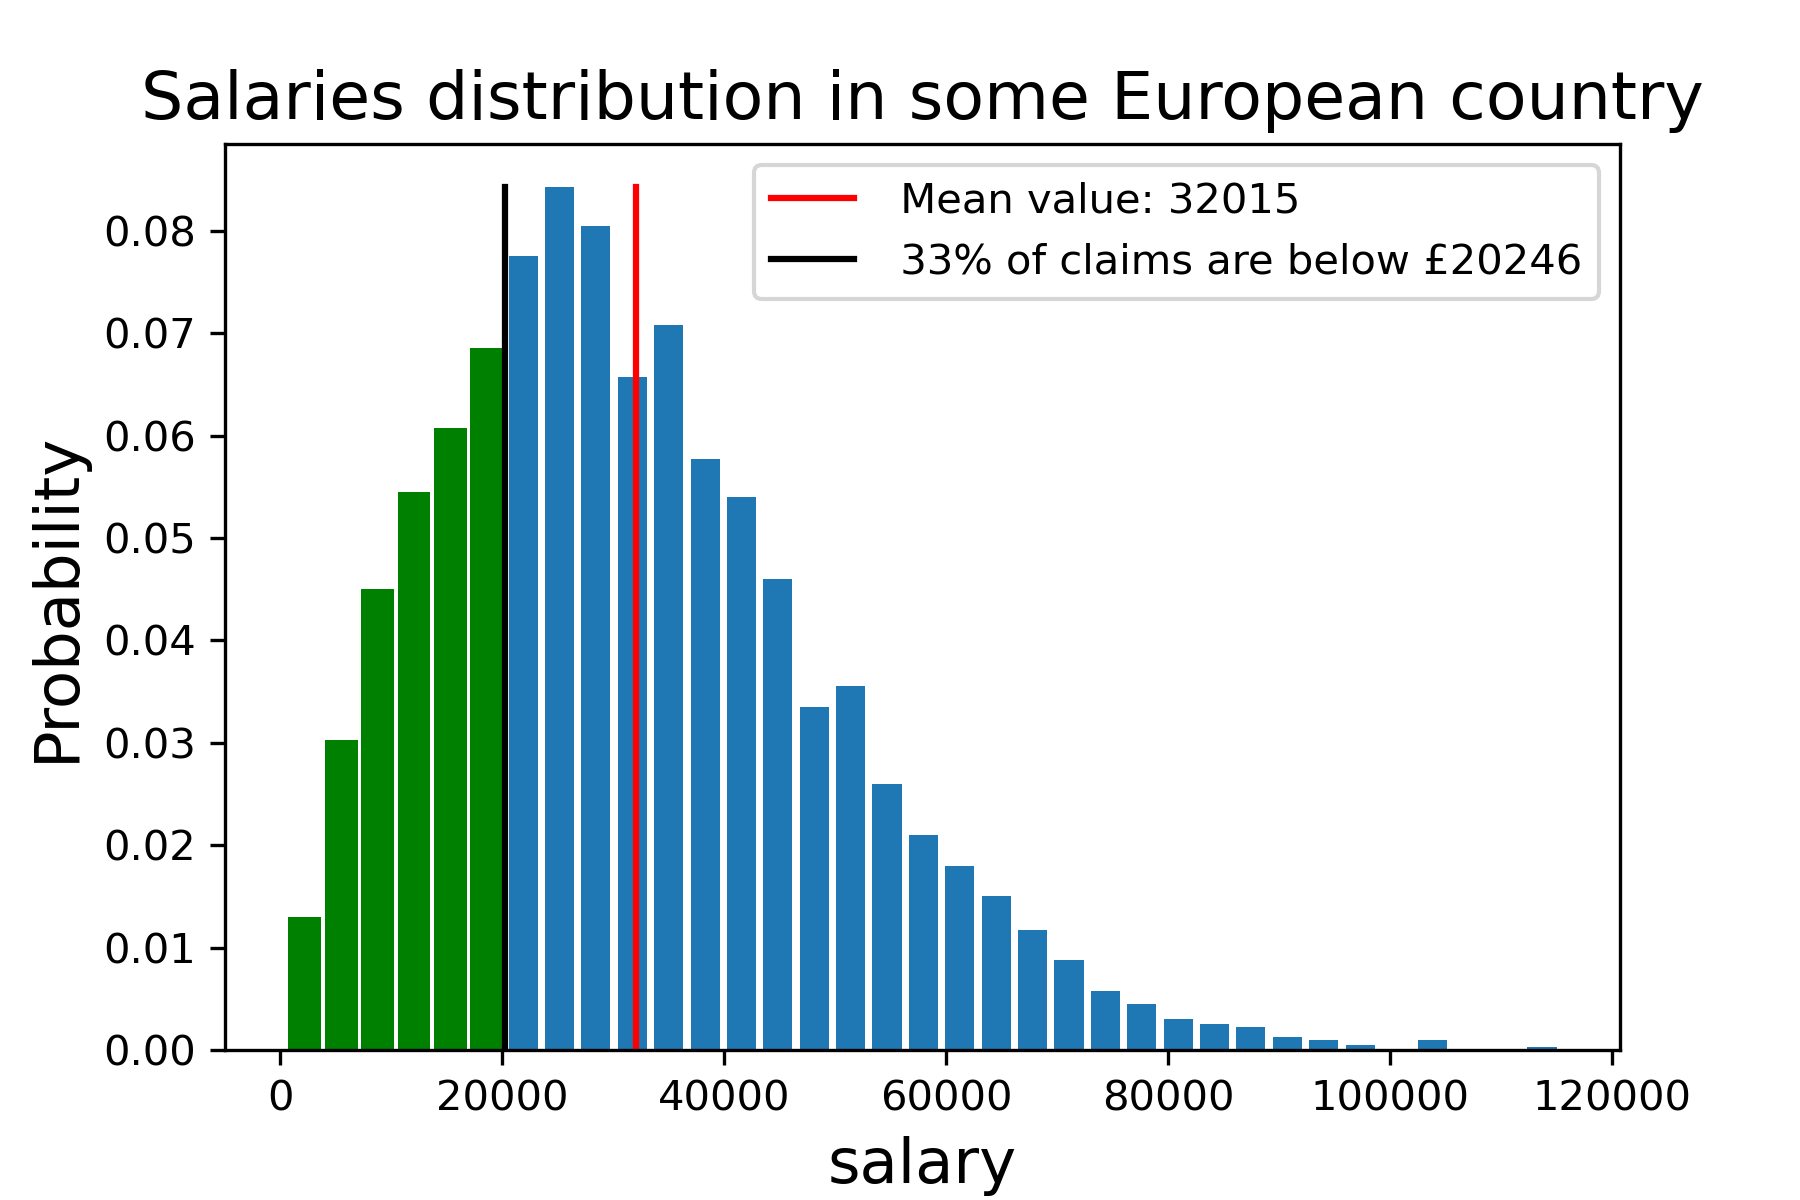 Salaries distribution in some European country
Mean value: 32015
33% of claims are below £20246
Probability
0.08
0.07
0.06
0.05
0.04
0.03
0.02
0.01
0.00
0 20000 40000 60000 80000 100000 120000
salary